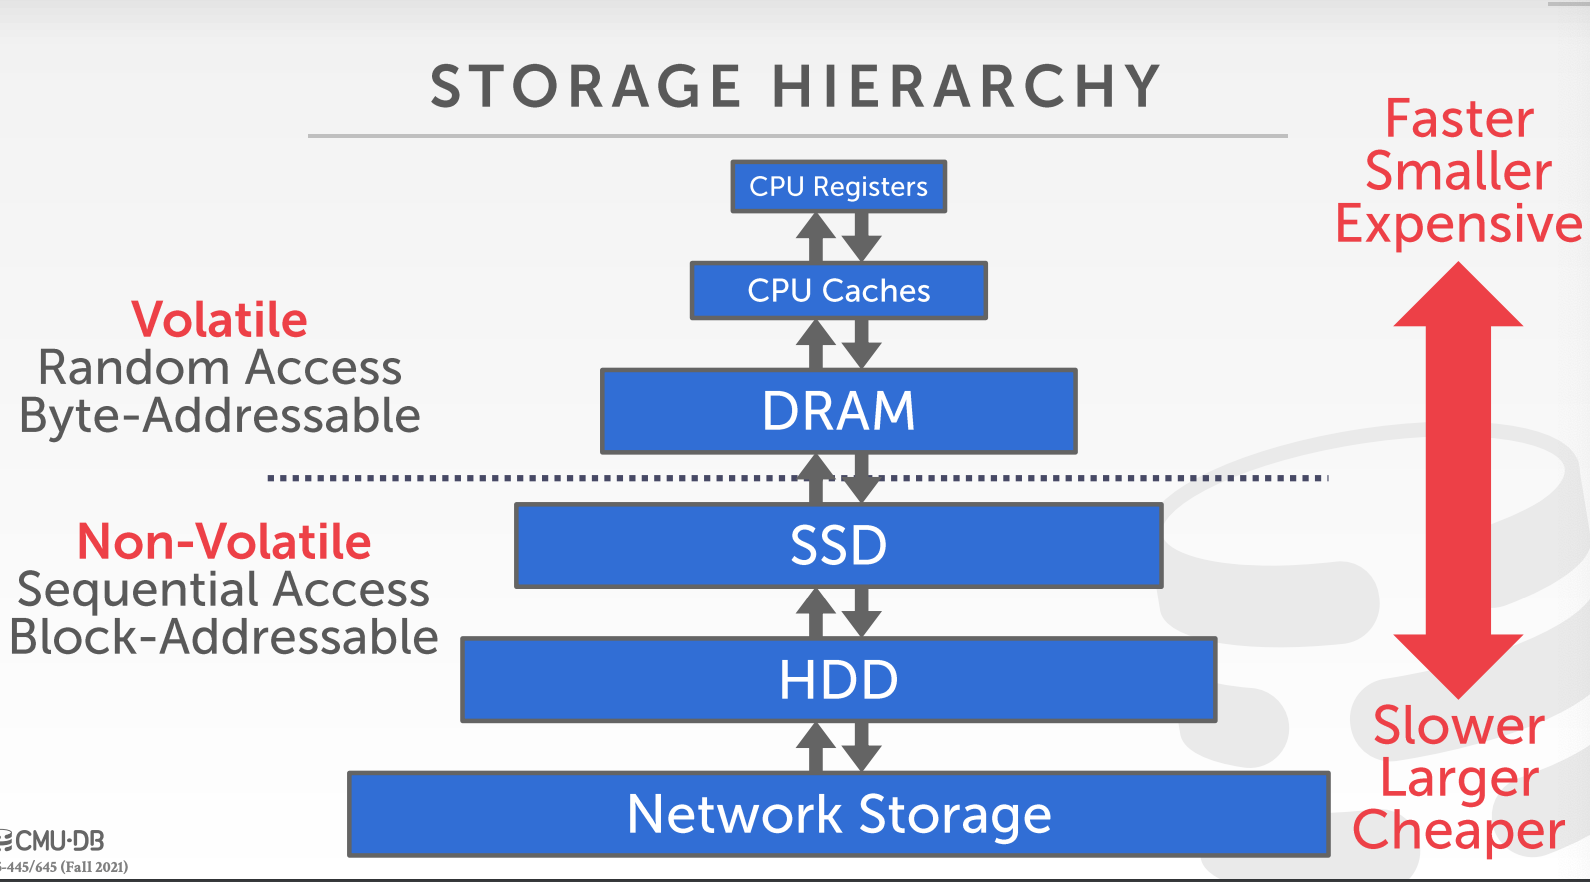 STORAGE HIERARCHY
Faster
Smaller
Expensive
CPU Registers
CPU Caches
Volatile
Random Access
Byte-Addressable
DRAM
Non-Volatile
Sequential Access
Block-Addressable
SSD
HDD
Slower
Larger
Cheaper
Network Storage
CMU·DB
-445/645 (Fall 2021)